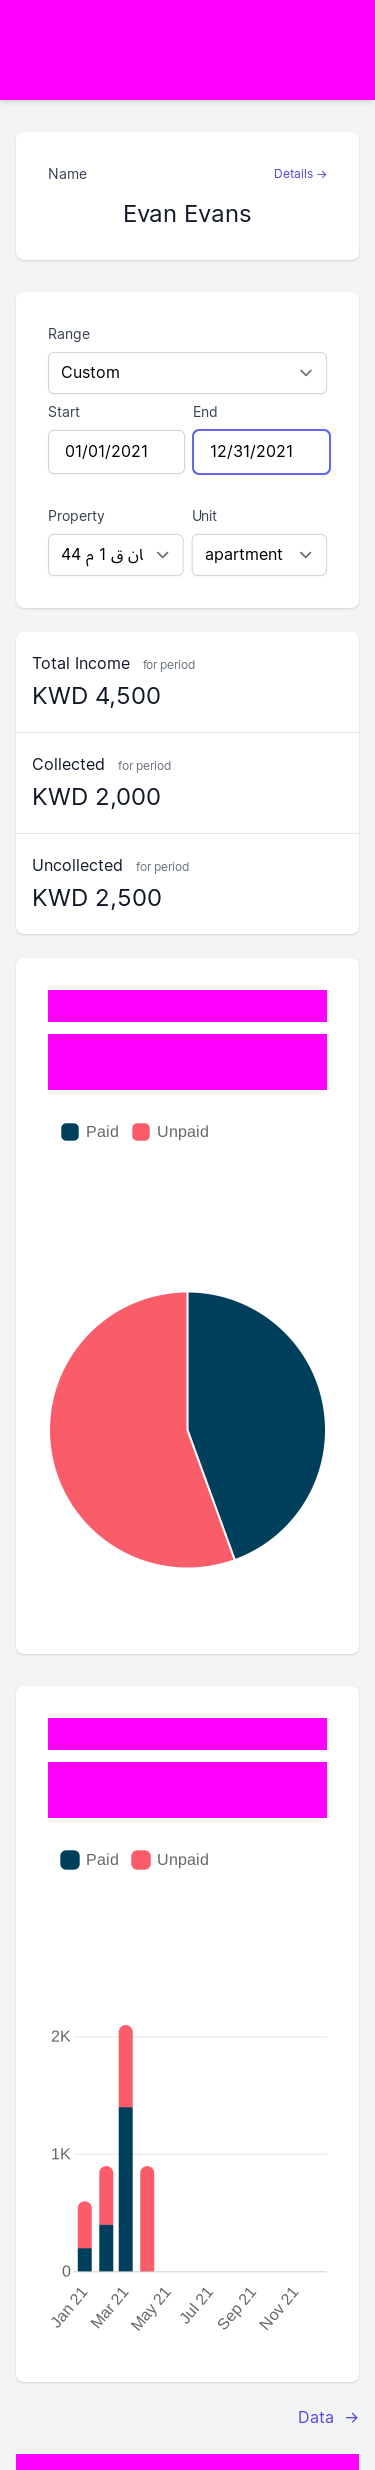 Name
Details →
Evan Evans
Range
Custom
Start
End
01/01/2021
12/31/2021
Property
Unit
ق 1 م 44
apartment
Total Income for period
KWD 4,500
Collected for period
KWD 2,000
Uncollected for period
KWD 2,500
Paid
Unpaid
Paid
Unpaid
2K
1K
0
Jan 21
Mar 21
May 21
Jul 21
Sep 21
Nov 21
Data →